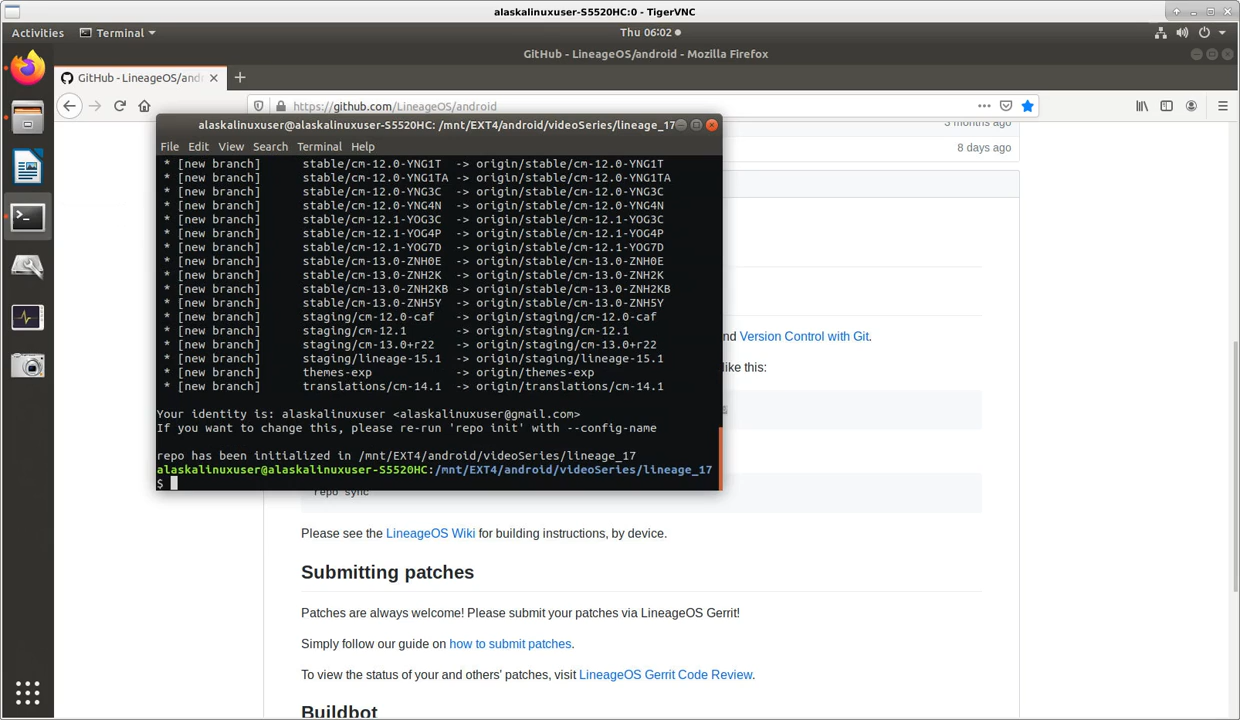 alaskalinuxuser-S5520HC:0 - TigerVNC
Activities Terminal Thu 06:02
GitHub - LineageOS/android - Mozilla Firefox
GitHub - LineageOS/andr
https://github.com/LineageOS/android
3 months ago
8 days ago
alaskalinuxuser@alaskalinuxuser-S5520HC: /mnt/EXT4/android/videoSeries/lineage_17
File Edit View Search Terminal Help
* [new branch] stable/cm-12.0-YNG1T -> origin/stable/cm-12.0-YNG1T
* [new branch] stable/cm-12.0-YNG1TA -> origin/stable/cm-12.0-YNG1TA
* [new branch] stable/cm-12.0-YNG3C -> origin/stable/cm-12.0-YNG3C
* [new branch] stable/cm-12.0-YNG4N -> origin/stable/cm-12.0-YNG4N
* [new branch] stable/cm-12.1-YOG3C -> origin/stable/cm-12.1-YOG3C
* [new branch] stable/cm-12.1-YOG4P -> origin/stable/cm-12.1-YOG4P
* [new branch] stable/cm-12.1-YOG7D -> origin/stable/cm-12.1-YOG7D
* [new branch] stable/cm-13.0-ZNH0E -> origin/stable/cm-13.0-ZNH0E
* [new branch] stable/cm-13.0-ZNH2K -> origin/stable/cm-13.0-ZNH2K
* [new branch] stable/cm-13.0-ZNH2KB -> origin/stable/cm-13.0-ZNH2KB
* [new branch] stable/cm-13.0-ZNH5Y -> origin/stable/cm-13.0-ZNH5Y
* [new branch] staging/cm-12.0-caf -> origin/staging/cm-12.0-caf
* [new branch] staging/cm-12.1 -> origin/staging/cm-12.1
* [new branch] staging/cm-13.0+r22 -> origin/staging/cm-13.0+r22
* [new branch] staging/lineage-15.1 -> origin/staging/lineage-15.1
* [new branch] themes-exp -> origin/themes-exp
* [new branch] translations/cm-14.1 -> origin/translations/cm-14.1
Your identity is: alaskalinuxuser <alaskalinuxuser@gmail.com>
If you want to change this, please re-run 'repo init' with --config-name
repo has been initialized in /mnt/EXT4/android/videoSeries/lineage_17
alaskalinuxuser@alaskalinuxuser-S5520HC:/mnt/EXT4/android/videoSeries/lineage_17
$
nd Version Control with Git.
like this:
repo sync
Please see the LineageOS Wiki for building instructions, by device.
Submitting patches
Patches are always welcome! Please submit your patches via LineageOS Gerrit!
Simply follow our guide on how to submit patches.
To view the status of your and others' patches, visit LineageOS Gerrit Code Review.
Buildbot